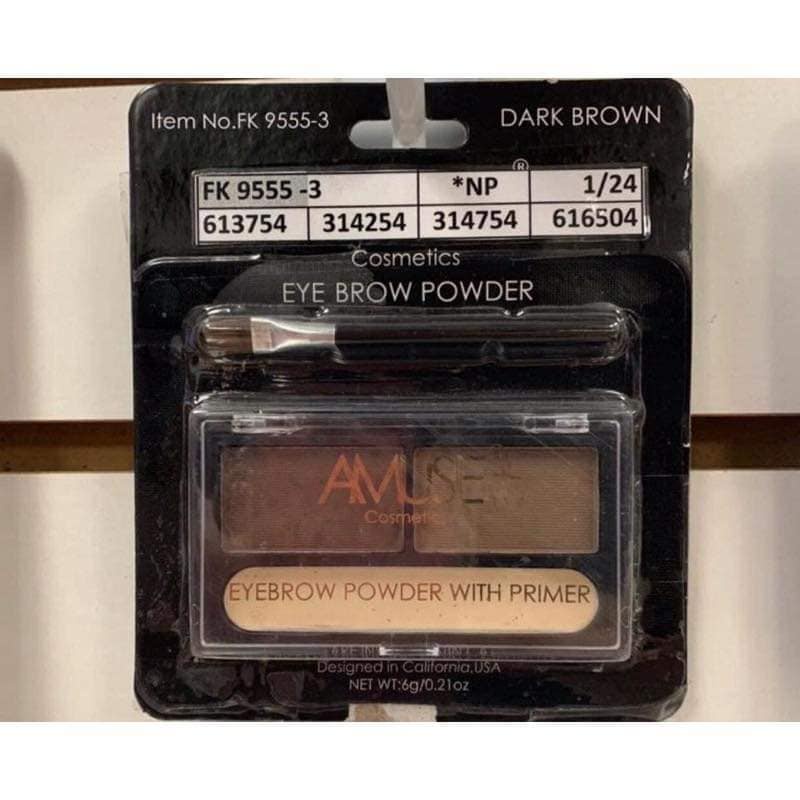 Item No.FK 9555-3
DARK BROWN
®
FK 9555 -3 *NP 1/24
613754 314254 314754 616504
Cosmetics
EYE BROW POWDER
AMUSE
Cosmetics
EYEBROW POWDER WITH PRIMER
Designed in California,USA
NET WT:6g/0.21oz